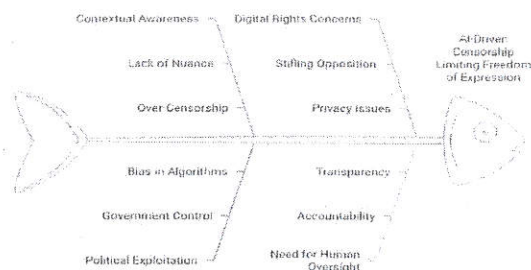 Contextual Awareness
Lack of Nuance
Over Censorship
Digital Rights Concerns
Stifling Opposition
Privacy Issues
AI-Driven
Censorship
Limiting Freedom
of Expression
Bias in Algorithms
Government Control
Political Exploitation
Transparency
Accountability
Need for Human
Oversight